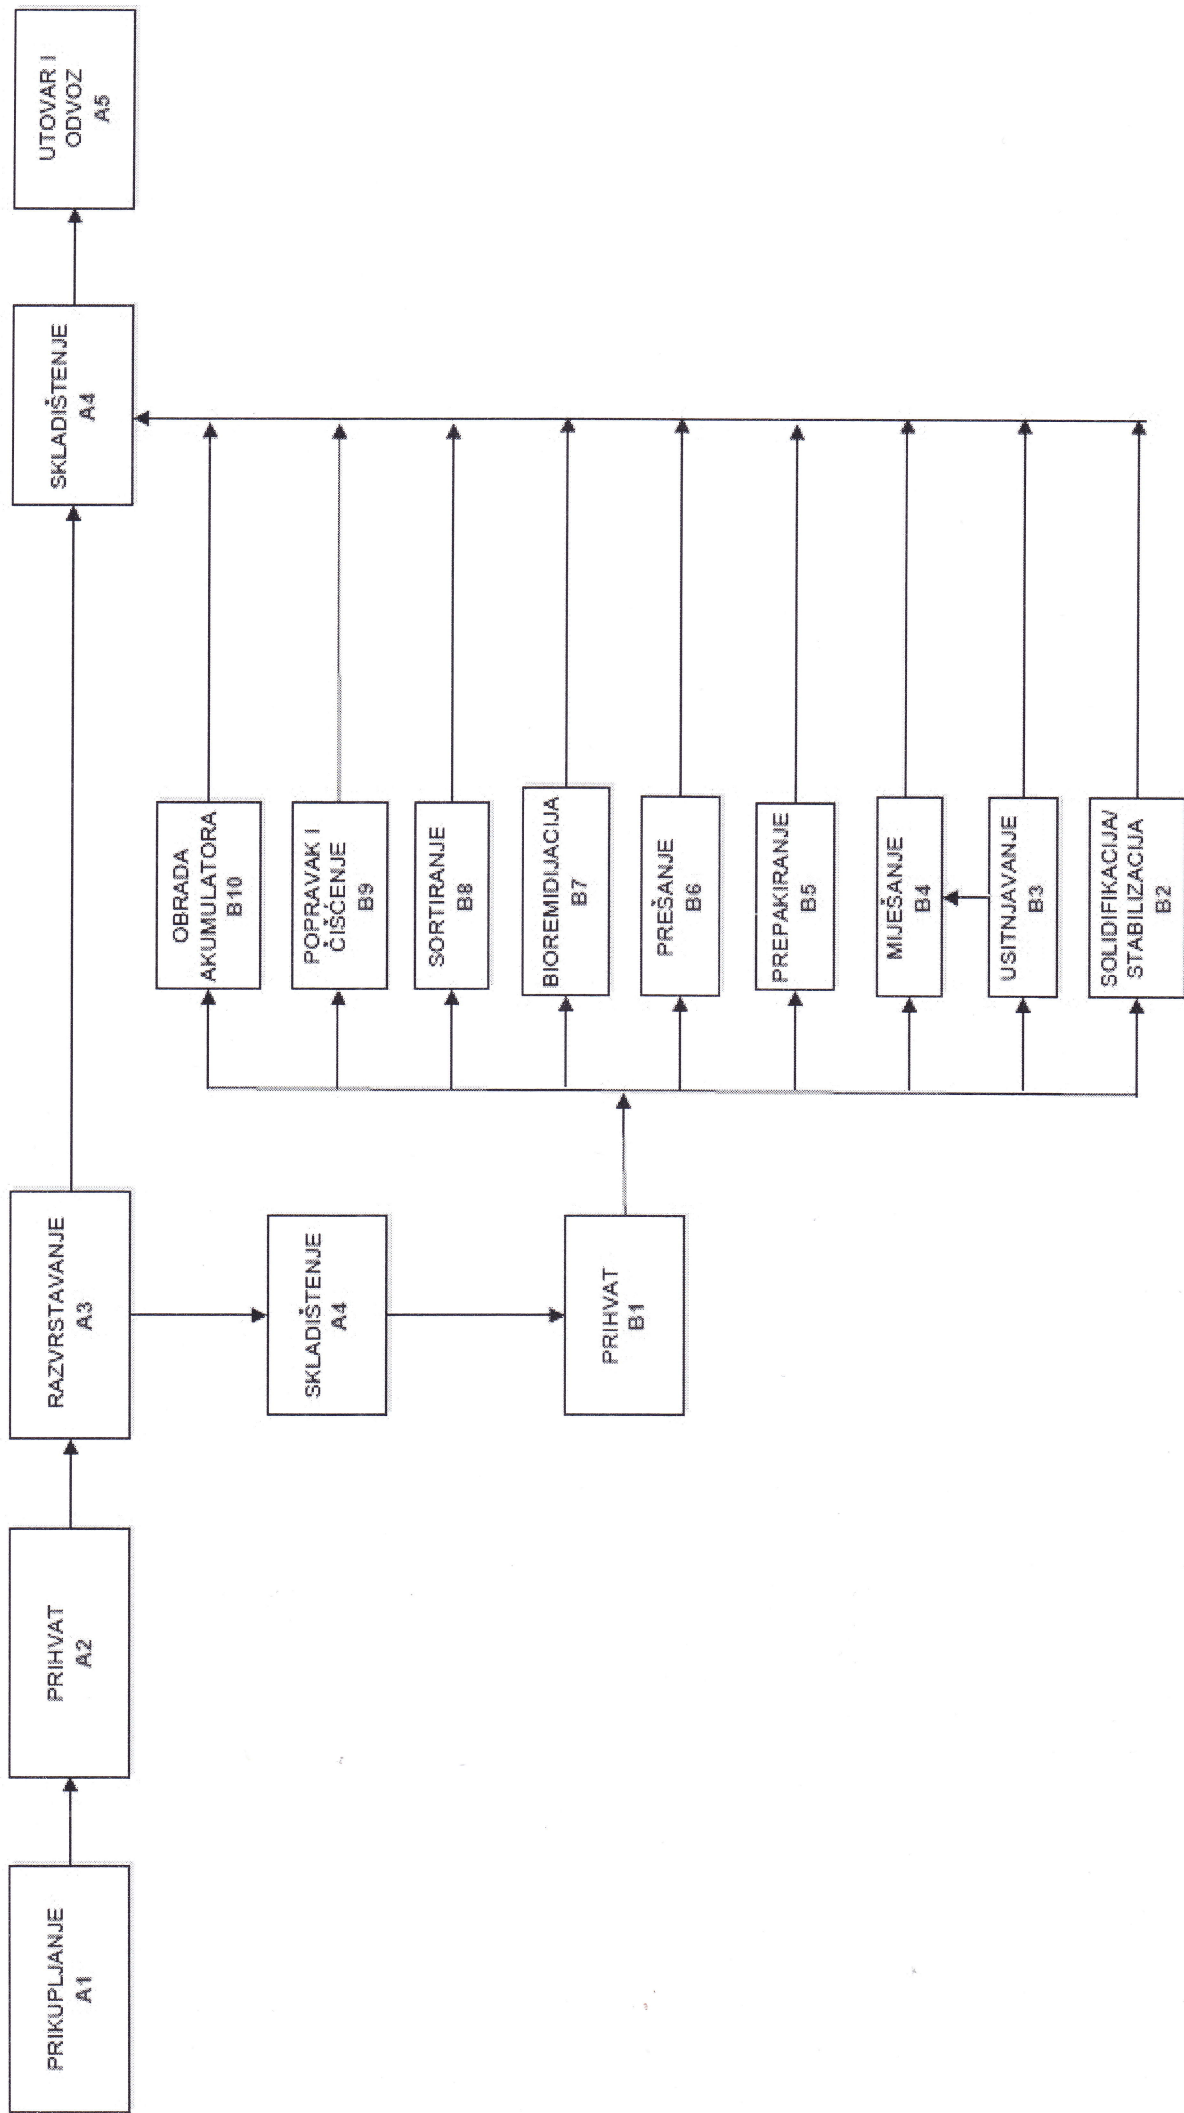 PRIKUPLJANJE
A1
PRIHVAT
A2
RAZVRSTAVANJE
A3
SKLADIŠTENJE
A4
UTOVAR I
ODVOZ
A5
SKLADIŠTENJE
A4
PRIHVAT
B1
OBRADA
AKUMULATORA
B10
POPRAVAK I
ČIŠĆENJE
B9
SORTIRANJE
B8
BIOREMIDIJACIJA
B7
PREŠANJE
B6
PREPAKIRANJE
B5
MIJEŠANJE
B4
USITNJAVANJE
B3
SOLIDIFIKACIJA/
STABILIZACIJA
B2